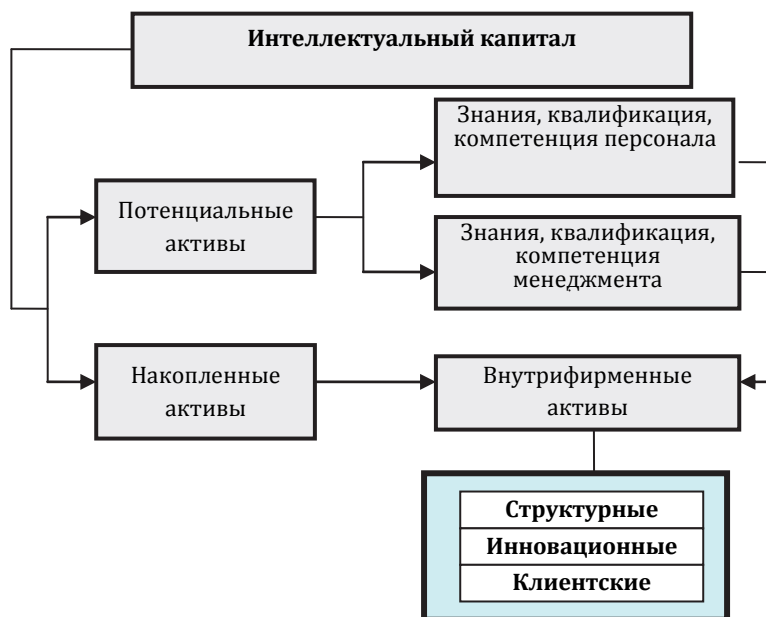 Интеллектуальный капитал
Знания, квалификация,
компетенция персонала
Потенциальные
активы
Знания, квалификация,
компетенция
менеджмента
Накопленные
активы
Внутрифирменные
активы
Структурные
Инновационные
Клиентские